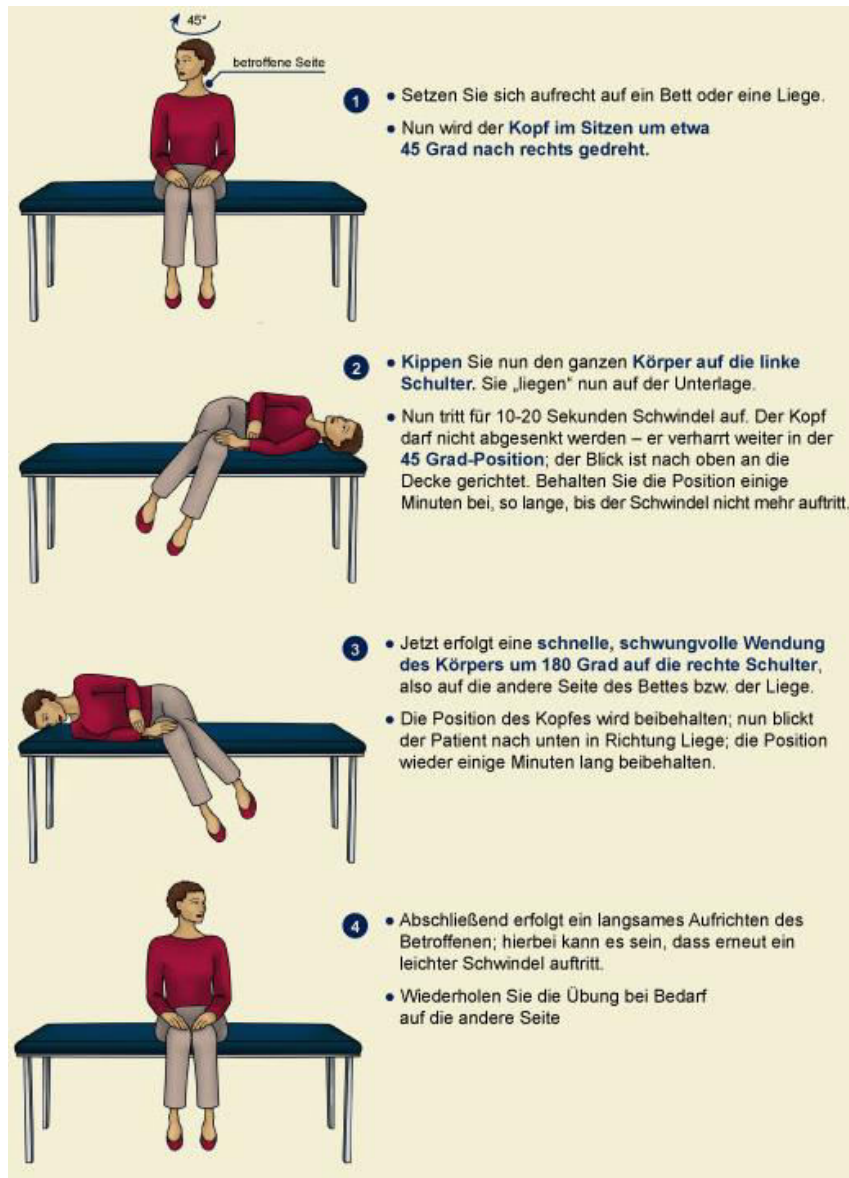 45°
betroffene Seite
1
• Setzen Sie sich aufrecht auf ein Bett oder eine Liege.
• Nun wird der Kopf im Sitzen um etwa
45 Grad nach rechts gedreht.
2
• Kippen Sie nun den ganzen Körper auf die linke
Schulter. Sie „liegen“ nun auf der Unterlage.
• Nun tritt für 10-20 Sekunden Schwindel auf. Der Kopf
darf nicht abgesenkt werden – er verharrt weiter in der
45 Grad-Position; der Blick ist nach oben an die
Decke gerichtet. Behalten Sie die Position einige
Minuten bei, so lange, bis der Schwindel nicht mehr auftritt.
3
• Jetzt erfolgt eine schnelle, schwungvolle Wendung
des Körpers um 180 Grad auf die rechte Schulter,
also auf die andere Seite des Bettes bzw. der Liege.
• Die Position des Kopfes wird beibehalten; nun blickt
der Patient nach unten in Richtung Liege; die Position
wieder einige Minuten lang beibehalten.
4
• Abschließend erfolgt ein langsames Aufrichten des
Betroffenen; hierbei kann es sein, dass erneut ein
leichter Schwindel auftritt.
• Wiederholen Sie die Übung bei Bedarf
auf die andere Seite